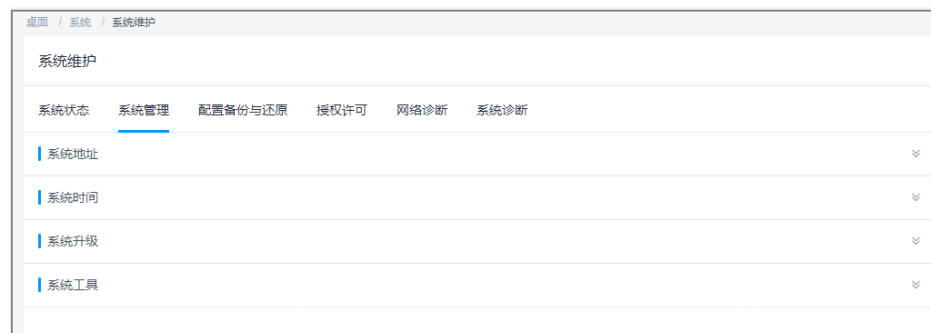 桌面 / 系统 / 系统维护
系统维护
系统状态 系统管理 配置备份与还原 授权许可 网络诊断 系统诊断
系统地址
系统时间
系统升级
系统工具